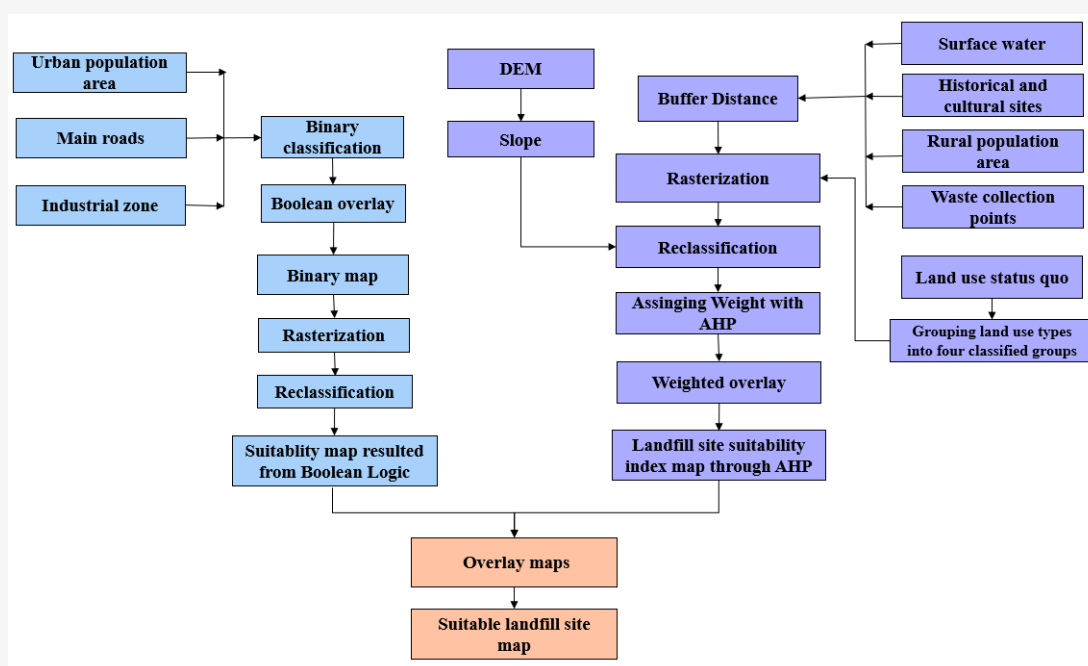 Urban population
area
Main roads
Industrial zone
Binary
classification
Boolean overlay
Binary map
Rasterization
Reclassification
Suitablity map resulted
from Boolean Logic
DEM
Slope
Buffer Distance
Rasterization
Reclassification
Assinging Weight with
AHP
Weighted overlay
Landfill site suitability
index map through AHP
Surface water
Historical and
cultural sites
Rural population
area
Waste collection
points
Land use status quo
Grouping land use types
into four classified groups
Overlay maps
Suitable landfill site
map